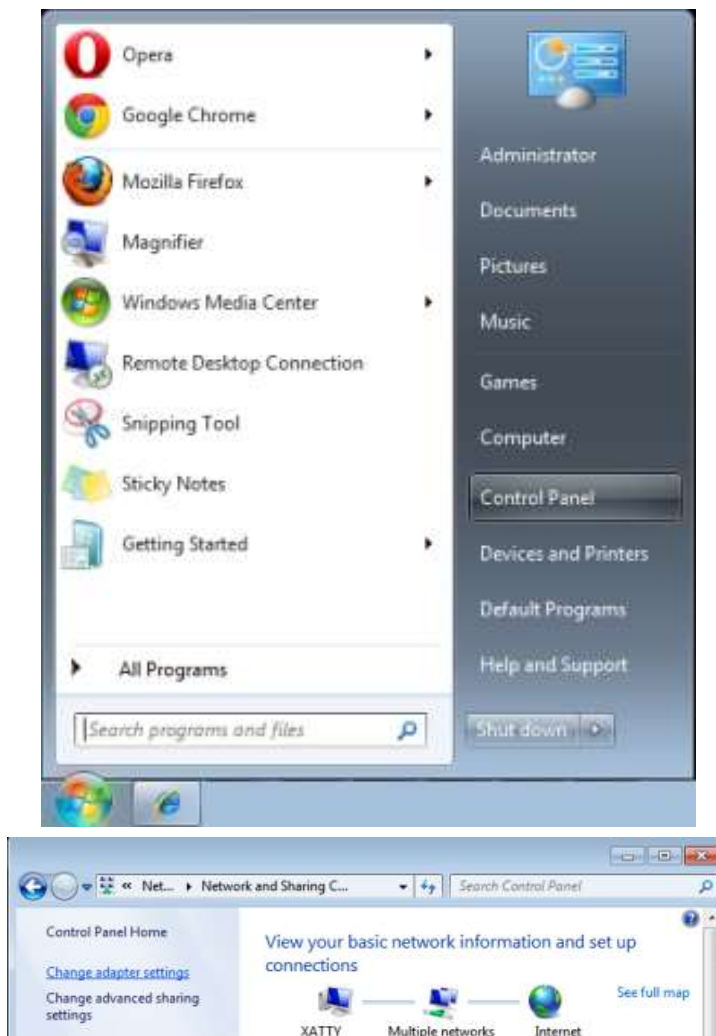 Opera
Google Chrome
Mozilla Firefox
Magnifier
Windows Media Center
Remote Desktop Connection
Snipping Tool
Sticky Notes
Getting Started
All Programs
Search programs and files
Administrator
Documents
Pictures
Music
Games
Computer
Control Panel
Devices and Printers
Default Programs
Help and Support
Shut down
« Net... Network and Sharing C...
Search Control Panel
Control Panel Home
Change adapter settings
Change advanced sharing
settings
View your basic network information and set up
connections
See full map
XATTY
Multiple networks
Internet